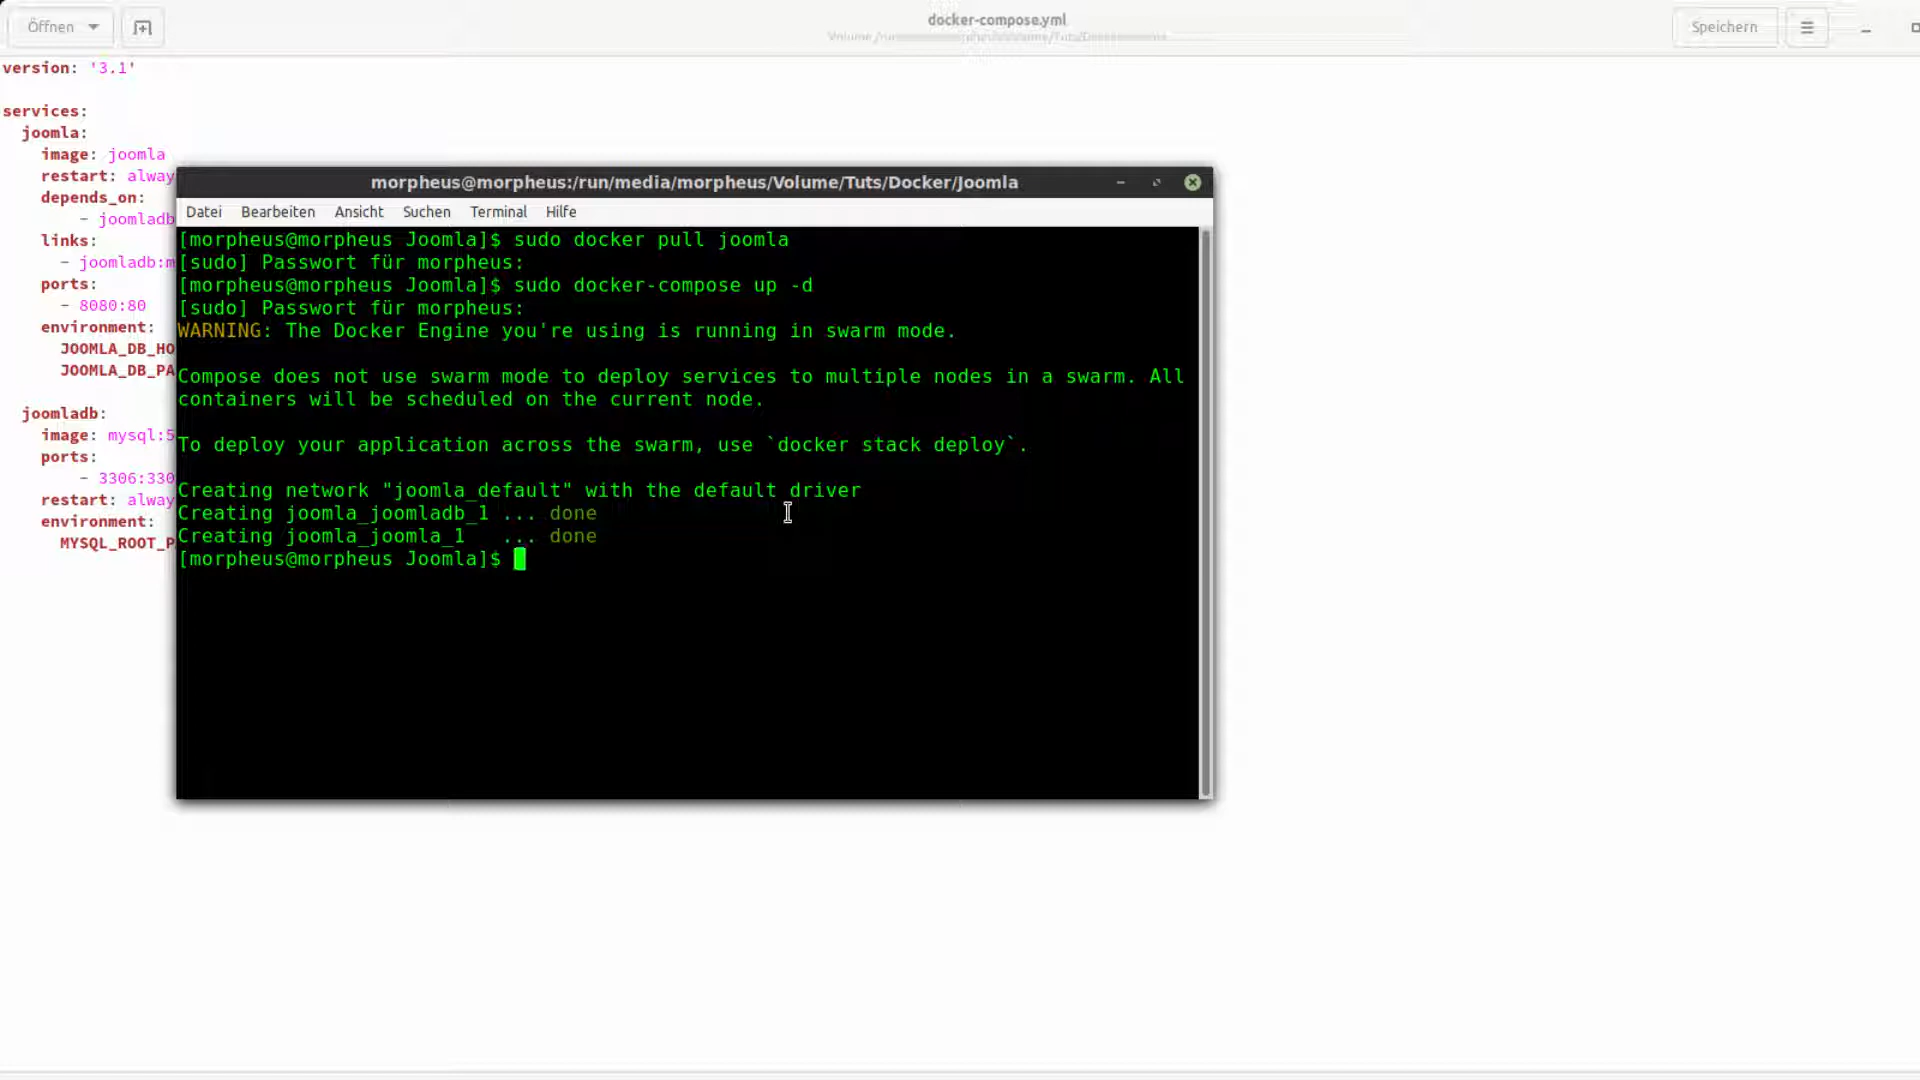 Öffnen
docker-compose.yml
Speichern
version: '3.1'
services:
joomla:
image: joomla
restart: alway
depends_on:
- joomladb
links:
- joomladb:m
ports:
- 8080:80
environment:
JOOMLA_DB_HO
JOOMLA_DB_PA
joomladb:
image: mysql:5
ports:
- 3306:330
restart: alway
environment:
MYSQL_ROOT_P
morpheus@morpheus:/run/media/morpheus/Volume/Tuts/Docker/Joomla
Datei Bearbeiten Ansicht Suchen Terminal Hilfe
[morpheus@morpheus Joomla]$ sudo docker pull joomla
[sudo] Passwort für morpheus:
[morpheus@morpheus Joomla]$ sudo docker-compose up -d
[sudo] Passwort für morpheus:
WARNING: The Docker Engine you're using is running in swarm mode.
Compose does not use swarm mode to deploy services to multiple nodes in a swarm. All
containers will be scheduled on the current node.
To deploy your application across the swarm, use `docker stack deploy`.
Creating network "joomla_default" with the default driver
Creating joomla_joomladb_1 ... done
Creating joomla_joomla_1 ... done
[morpheus@morpheus Joomla]$